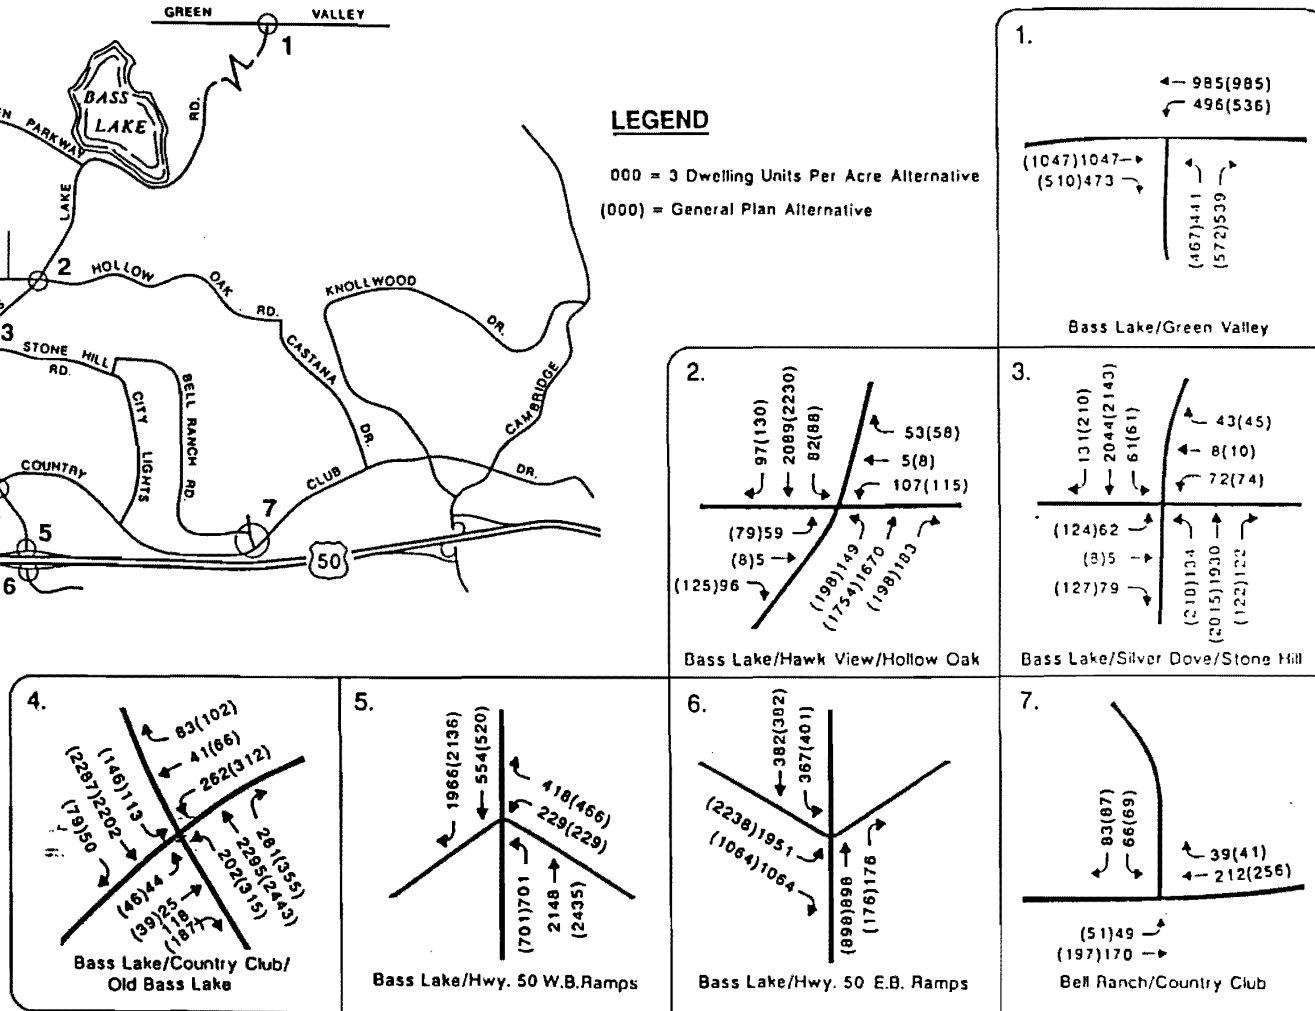 GREEN VALLEY
1
BASS
LAKE
RD.
PARKWAY
LAKE
2
HOLLOW OAK RD.
3
STONE HILL
RD.
CITY LIGHTS
BELL RANCH RD.
CASTANA DR.
KNOLLWOOD DR.
CAMBRIDGE
COUNTRY CLUB DR.
7
5
6
50
LEGEND
000 = 3 Dwelling Units Per Acre Alternative
(000) = General Plan Alternative
1.
985(985)
496(536)
(1047)1047
(510)473
(467)441
(572)539
Bass Lake/Green Valley
2.
97(130)
2089(2230)
82(88)
53(58)
5(8)
107(115)
(79)59
(8)5
(125)96
(198)149
(1754)1670
(198)183
Bass Lake/Hawk View/Hollow Oak
3.
131(210)
2044(2143)
61(61)
43(45)
8(10)
72(74)
(124)62
(8)5
(127)79
(210)134
(2015)1930
(122)122
Bass Lake/Silver Dove/Stone Hill
4.
83(102)
41(66)
262(312)
(146)113
(2287)2202
(79)50
(46)44
(39)25
118
(187)
202(315)
2295(2443)
281(355)
Bass Lake/Country Club/
Old Bass Lake
5.
1966(2136)
554(520)
418(466)
229(229)
(701)701
2148
(2435)
Bass Lake/Hwy. 50 W.B.Ramps
6.
382(382)
367(401)
(2238)1951
(1064)1064
(898)898
(176)176
Bass Lake/Hwy. 50 E.B. Ramps
7.
83(87)
66(69)
39(41)
212(256)
(51)49
(197)170
Bell Ranch/Country Club